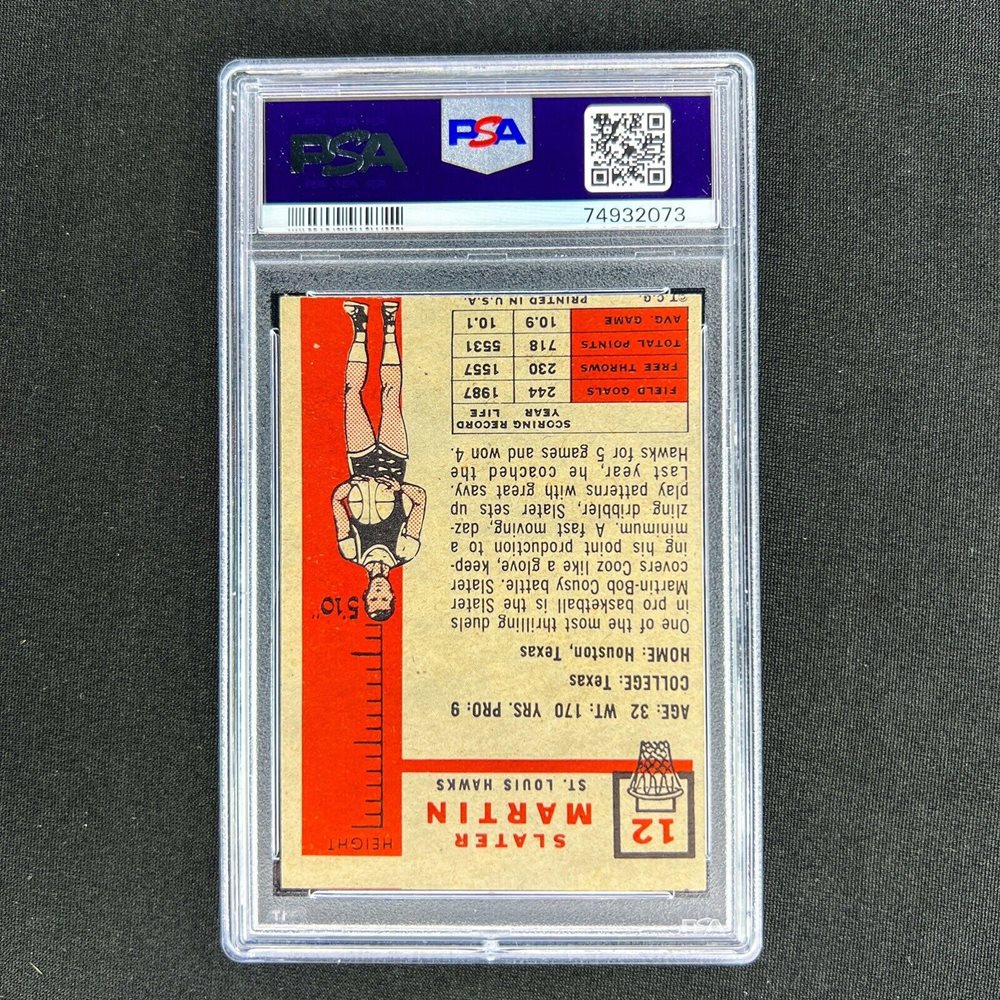 PSA
PSA
74932073
12
SLATER
MARTIN
ST. LOUIS HAWKS
HEIGHT
5'10"
AGE: 32 WT: 170 YRS. PRO: 9
COLLEGE: Texas
HOME: Houston, Texas
One of the most thrilling duels
in pro basketball is the Slater
Martin-Bob Cousy battle. Slater
covers Cooz like a glove, keep-
ing his point production to a
minimum. A fast moving, daz-
zling dribbler, Slater sets up
play patterns with great savy.
Last year, he coached the
Hawks for 5 games and won 4.
SCORING RECORD YEAR LIFE
FIELD GOALS 244 1987
FREE THROWS 230 1557
TOTAL POINTS 718 5531
AVG. GAME 10.9 10.1
©T.C.G. PRINTED IN U.S.A.
PSA